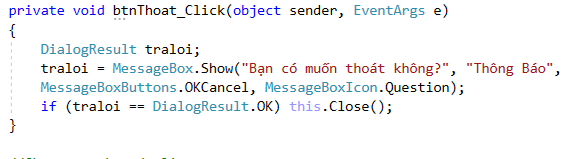 private void btnThoat_Click(object sender, EventArgs e)
{
DialogResult traloi;
traloi = MessageBox.Show("Bạn có muốn thoát không?", "Thông Báo",
MessageBoxButtons.OKCancel, MessageBoxIcon.Question);
if (traloi == DialogResult.OK) this.Close();
}